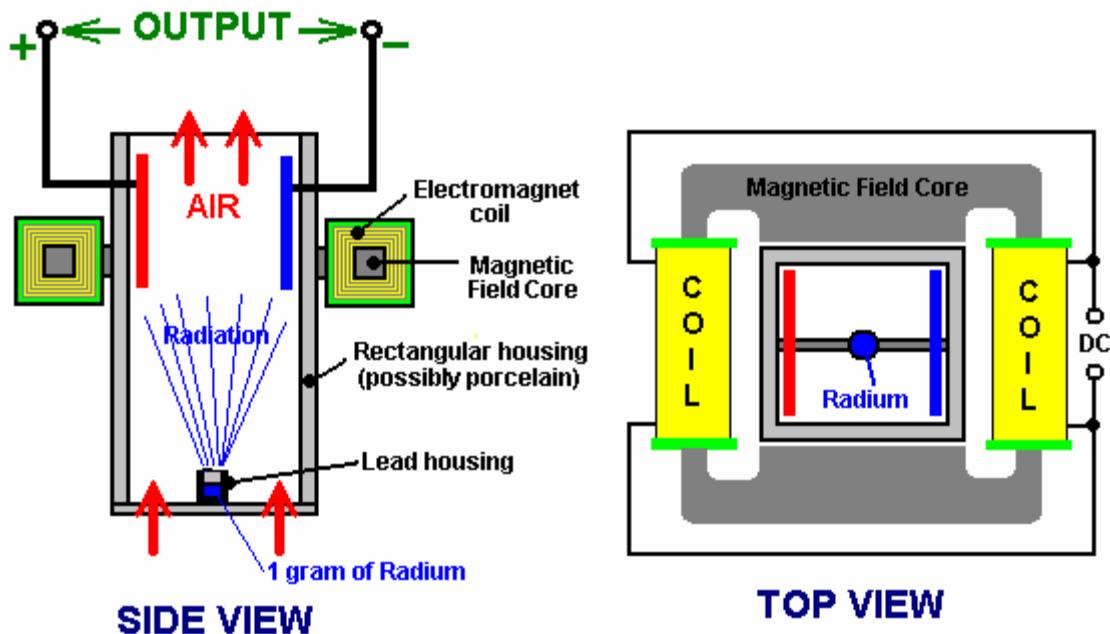 OUTPUT
+
−
AIR
Electromagnet
coil
Magnetic
Field Core
Radiation
Rectangular housing
(possibly porcelain)
Lead housing
1 gram of Radium
SIDE VIEW
Magnetic Field Core
COIL
COIL
DC
Radium
TOP VIEW